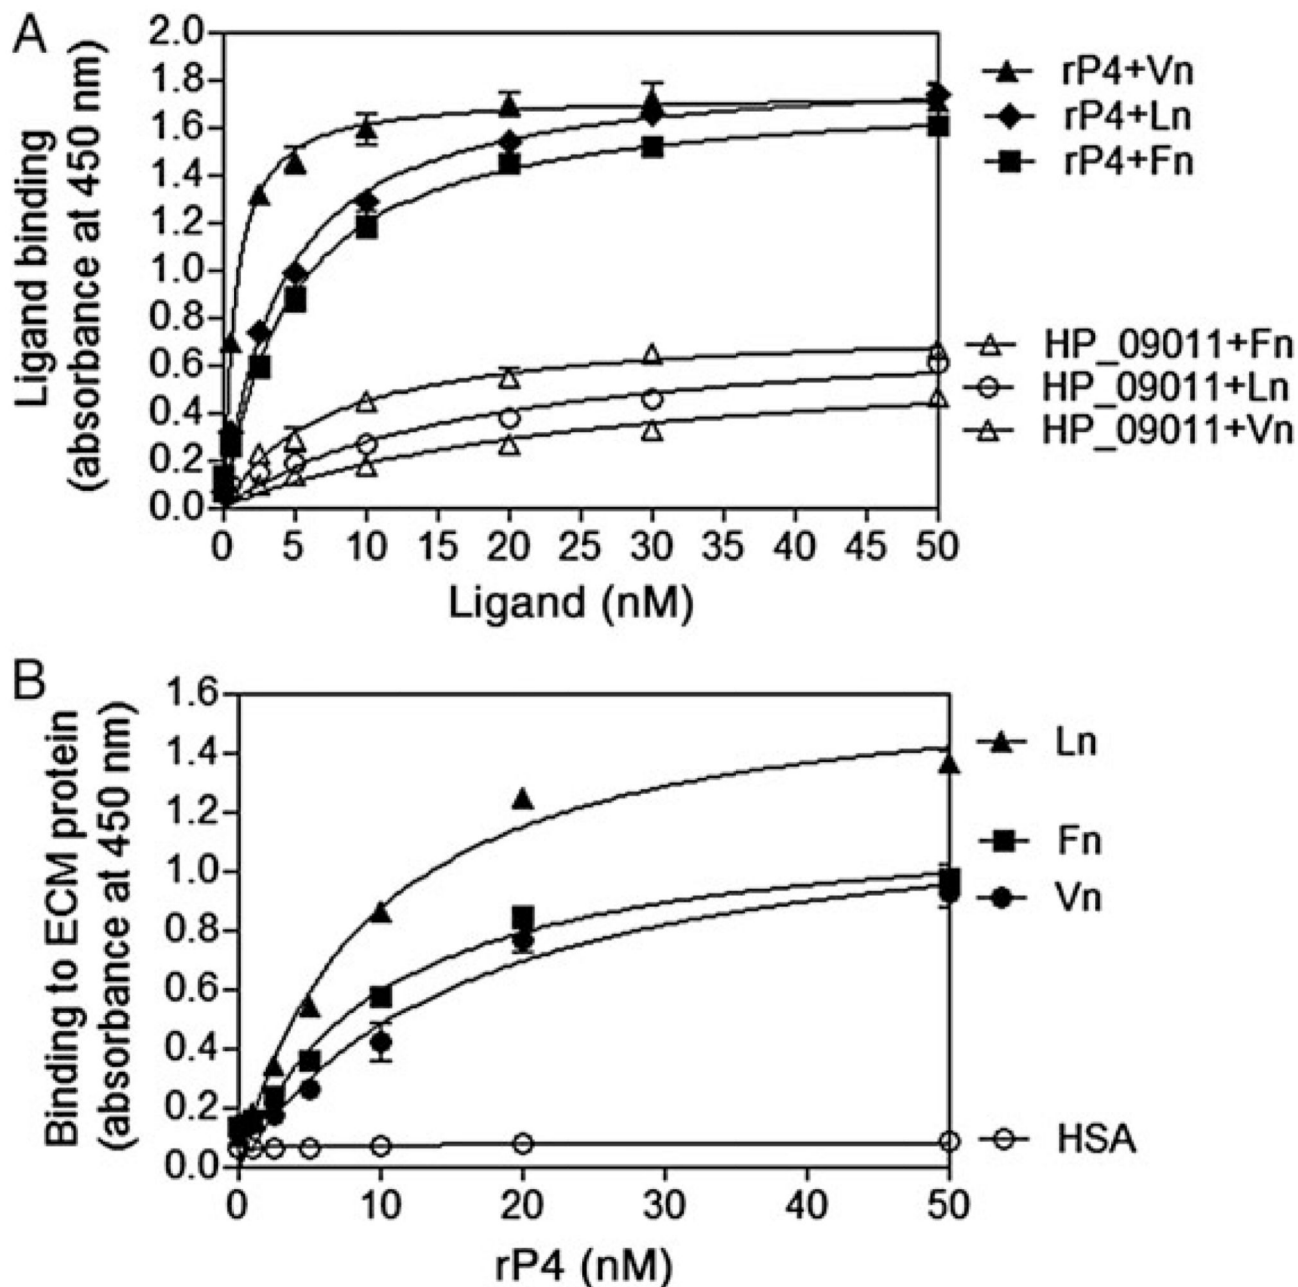 A
Ligand binding
(absorbance at 450 nm)
2.0
1.8
1.6
1.4
1.2
1.0
0.8
0.6
0.4
0.2
0.0
0 5 10 15 20 25 30 35 40 45 50
Ligand (nM)
rP4+Vn
rP4+Ln
rP4+Fn
HP_09011+Fn
HP_09011+Ln
HP_09011+Vn
B
Binding to ECM protein
(absorbance at 450 nm)
1.6
1.4
1.2
1.0
0.8
0.6
0.4
0.2
0.0
0 10 20 30 40 50
rP4 (nM)
Ln
Fn
Vn
HSA